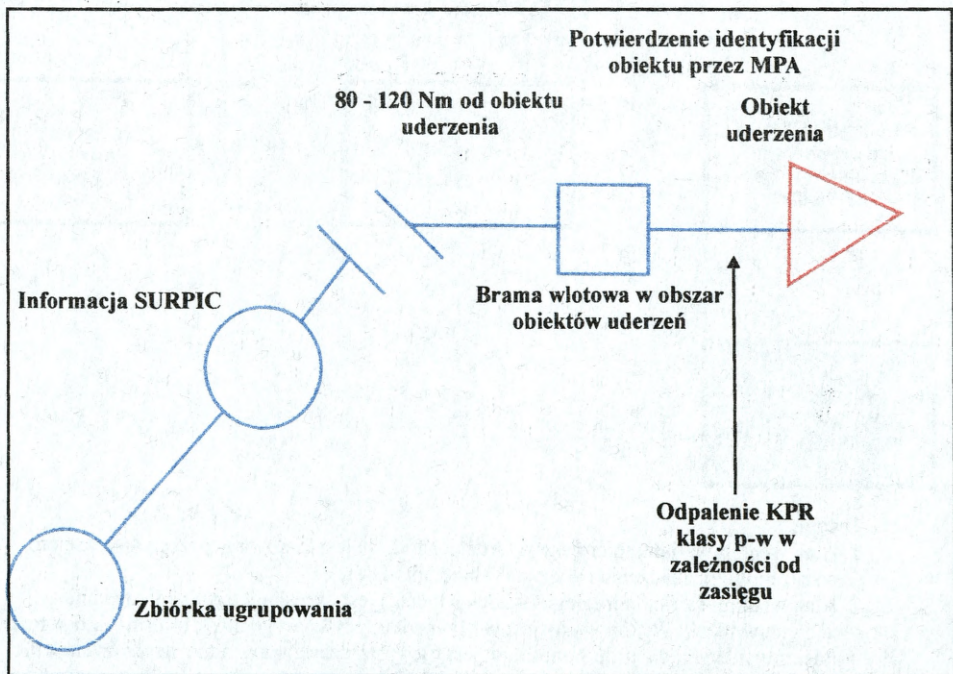 Potwierdzenie identyfikacji
obiektu przez MPA
80 - 120 Nm od obiektu
uderzenia
Obiekt
uderzenia
Informacja SURPIC
Brama wlotowa w obszar
obiektów uderzeń
Odpalenie KPR
klasy p-w w
zależności od
zasięgu
Zbiórka ugrupowania